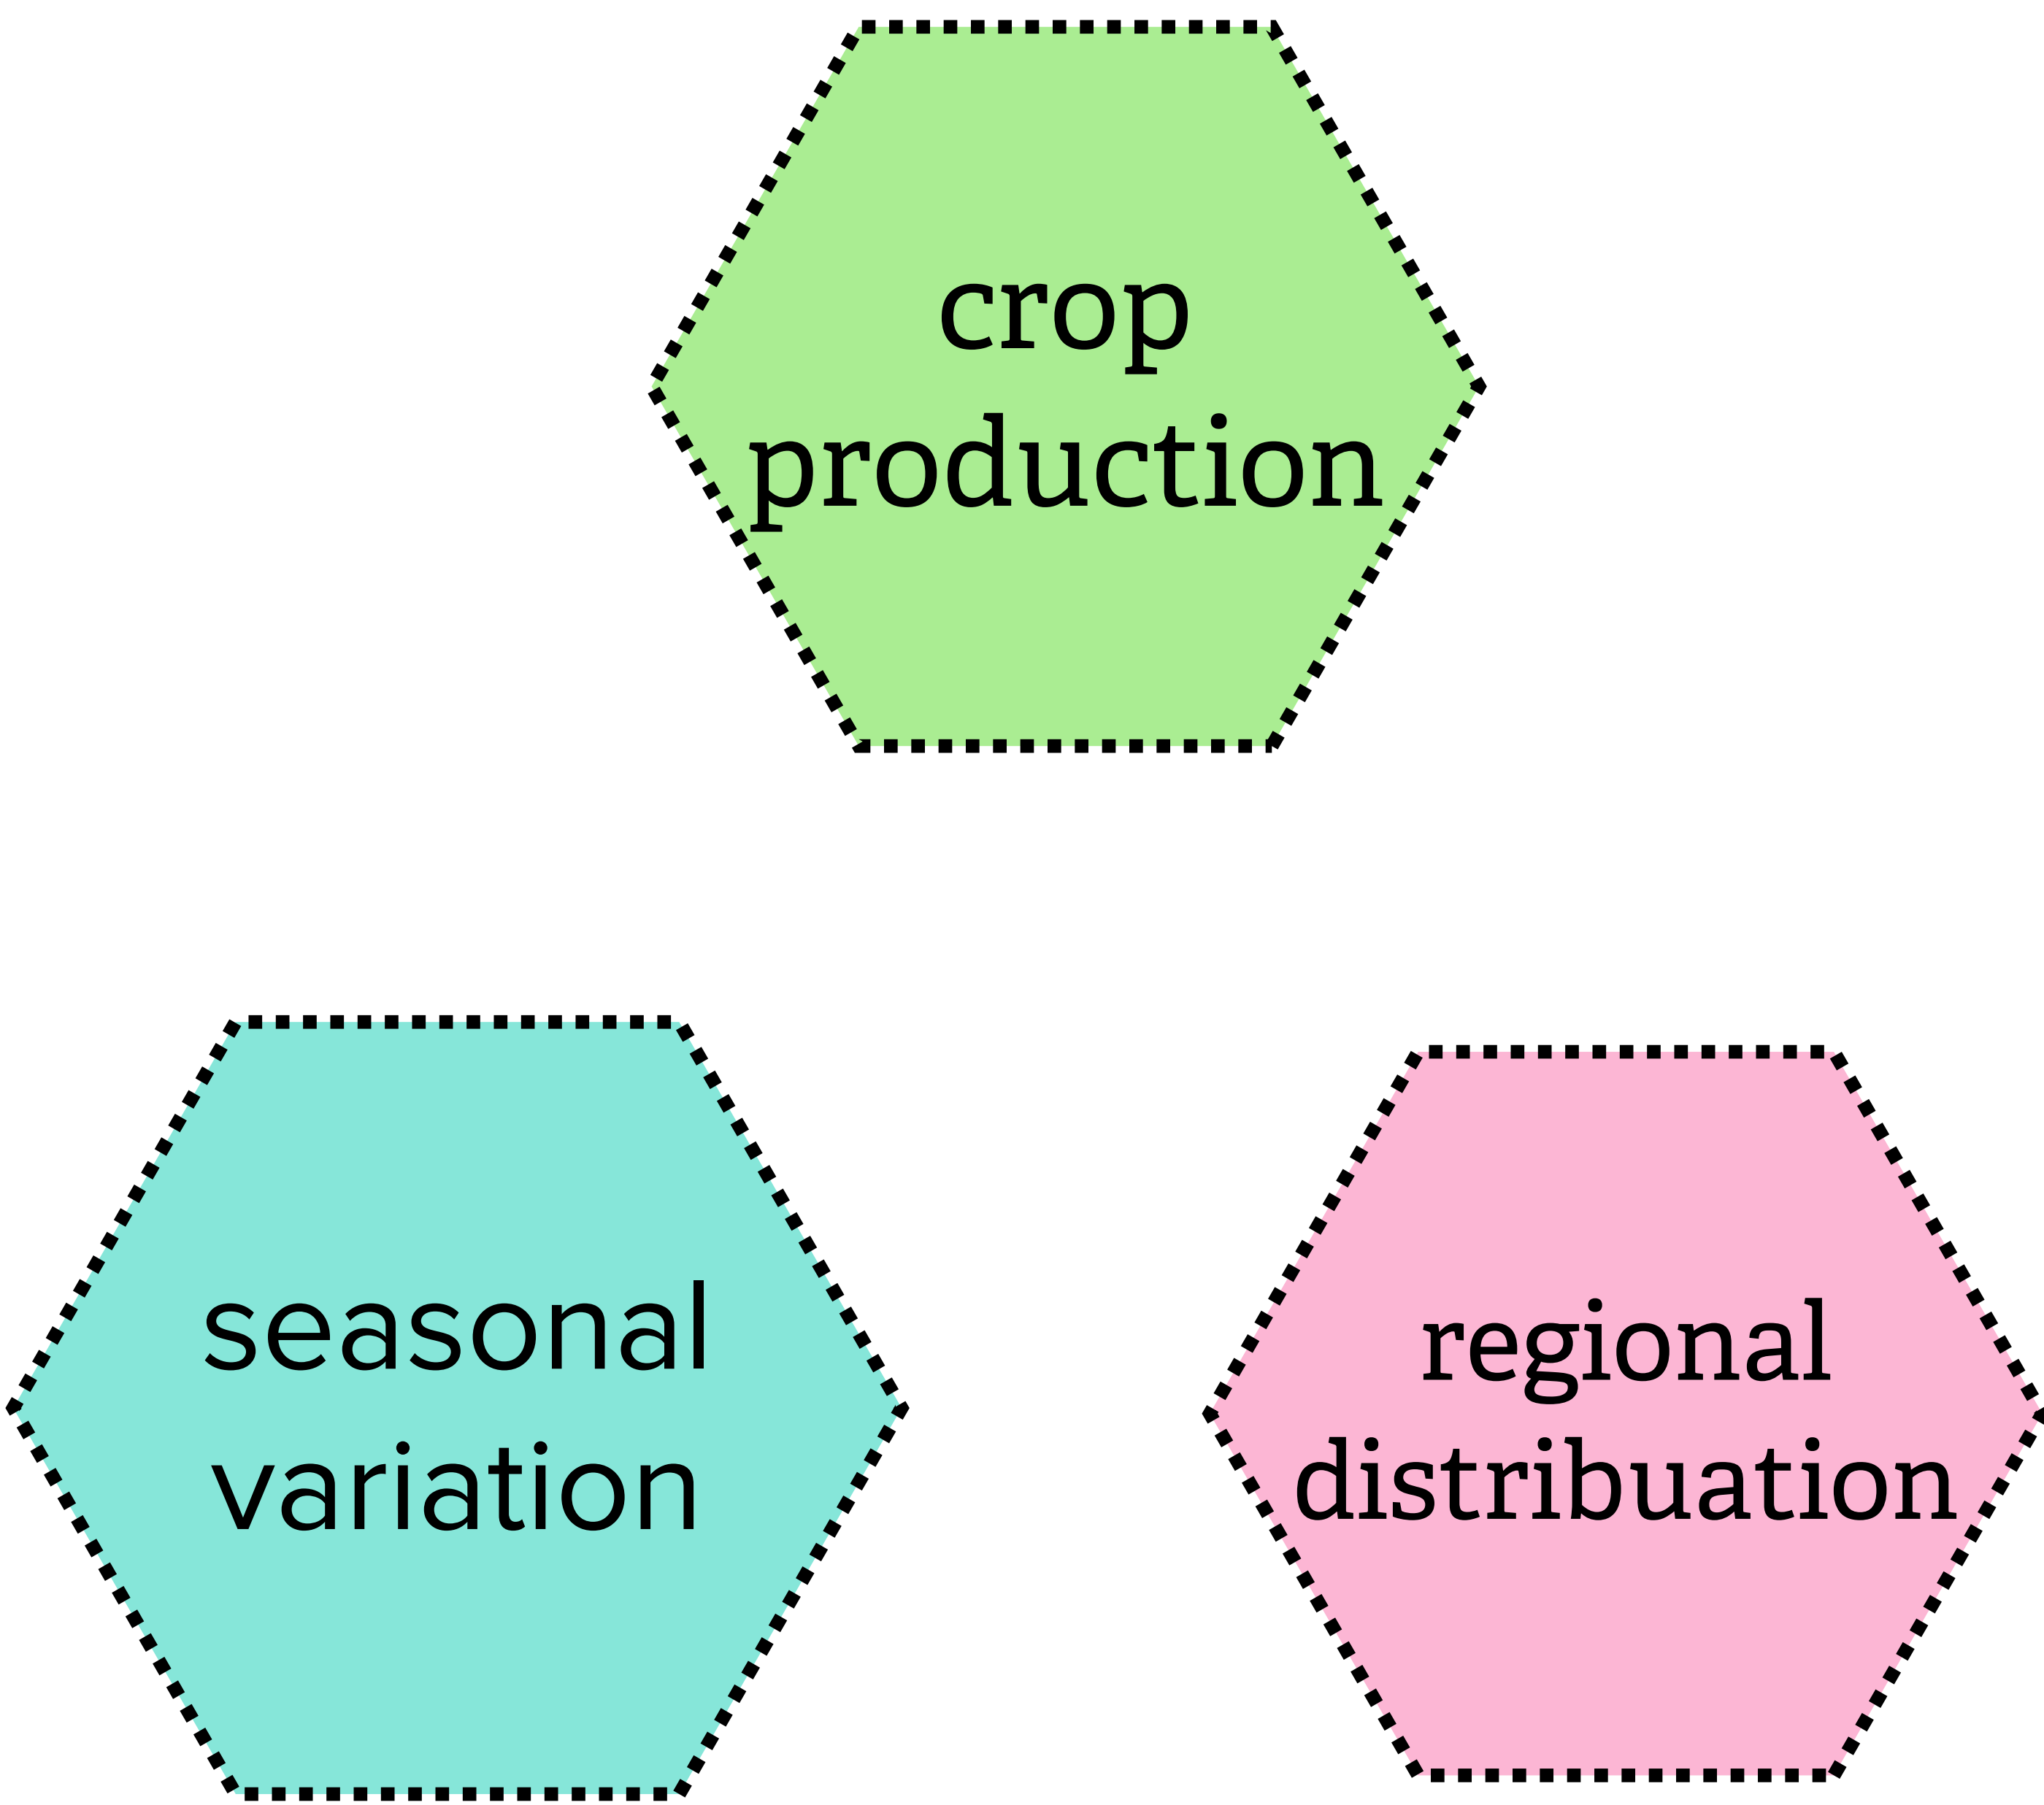 crop
production
seasonal
variation
regional
distribuation